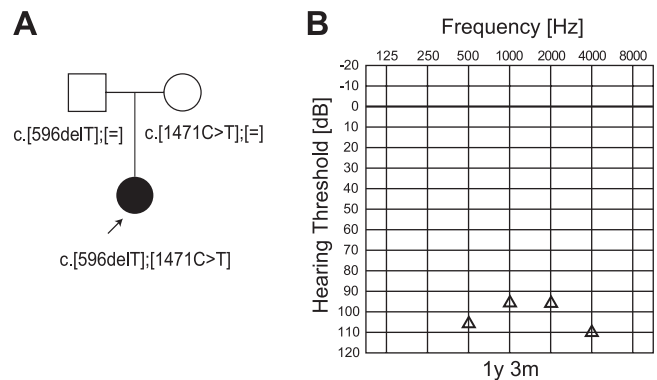 A
c.[596delT];[=]
c.[1471C>T];[=]
c.[596delT];[1471C>T]
B
Frequency [Hz]
125 250 500 1000 2000 4000 8000
Hearing Threshold [dB]
-20
-10
0
10
20
30
40
50
60
70
80
90
100
110
120
1y 3m